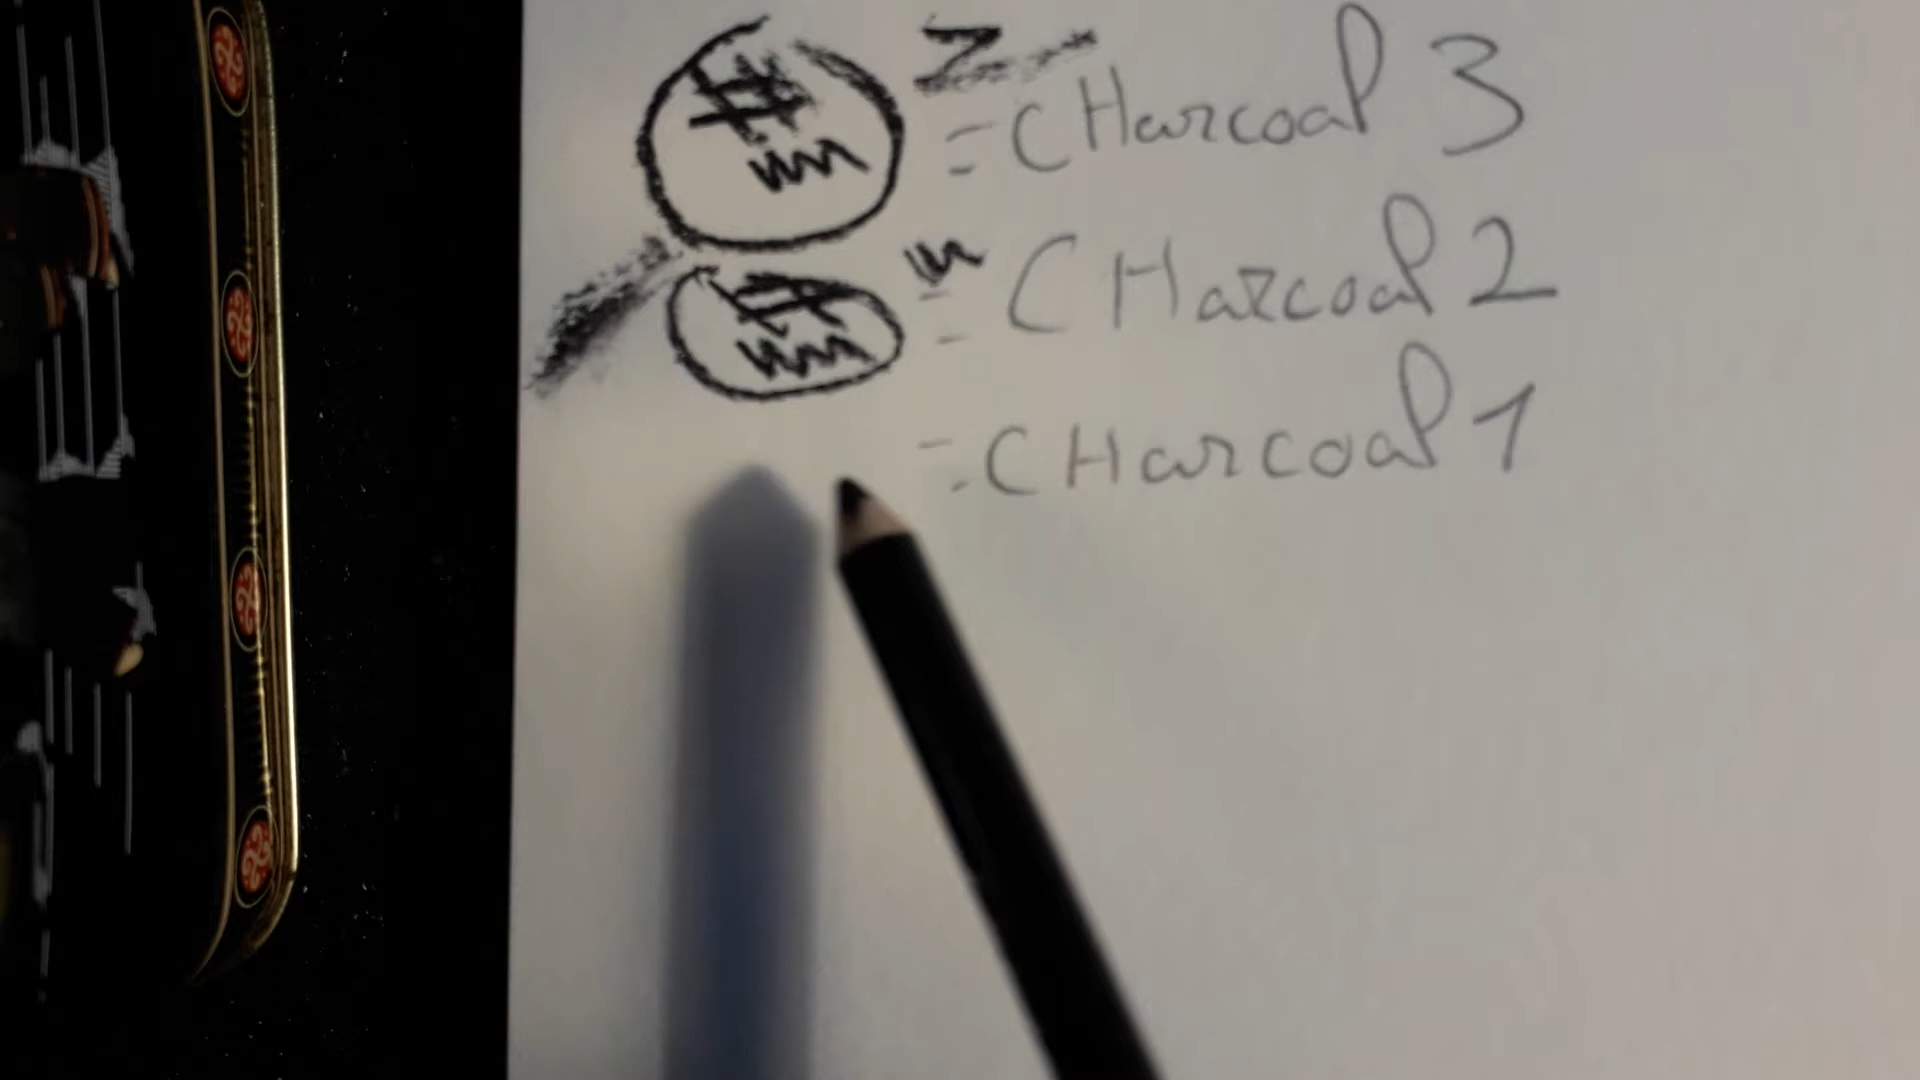 = CHarcoal 3
= CHarcoal 2
= CHarcoal 1